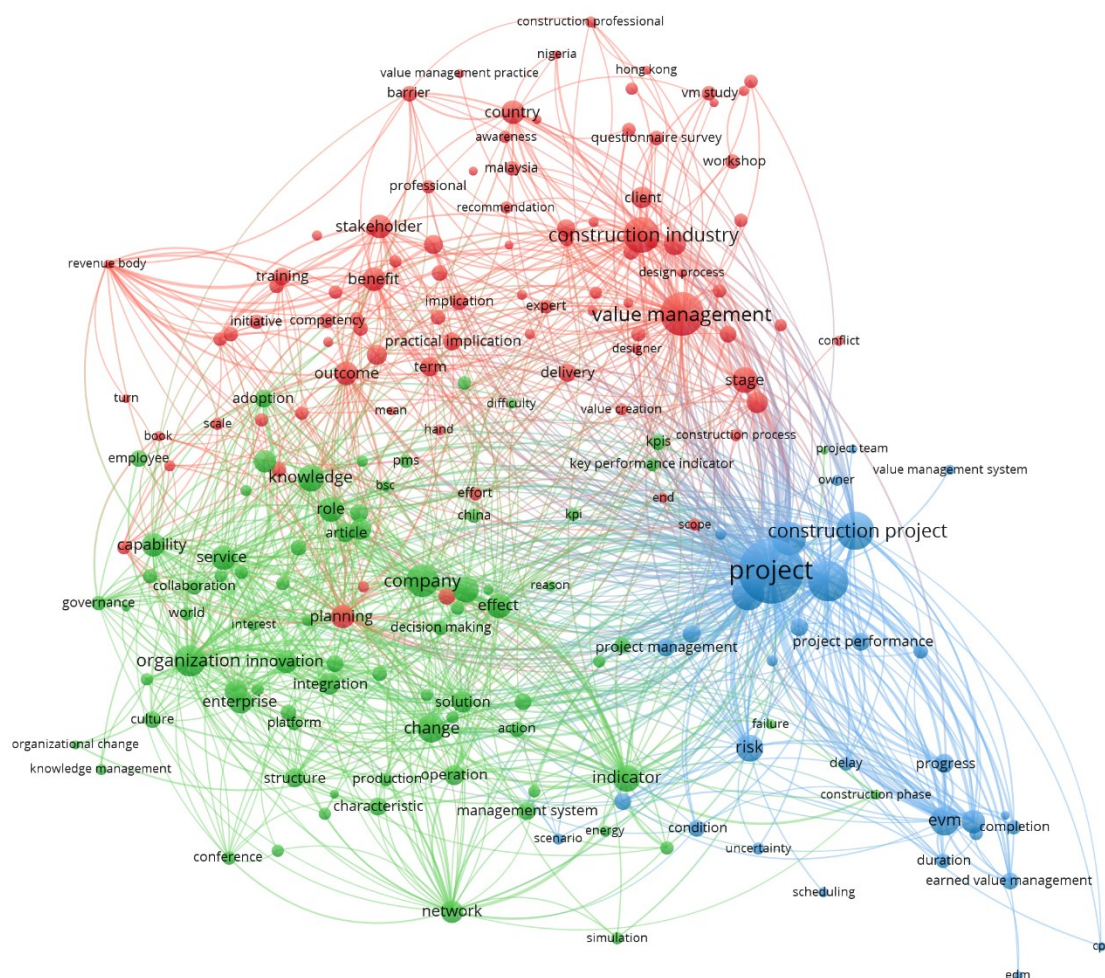 construction professional
nigeria
value management practice
hong kong
barrier
vm study
country
awareness
questionnaire survey
malaysia
workshop
professional
client
recommendation
stakeholder
construction industry
revenue body
design process
training
benefit
implication
expert
value management
initiative
competency
practical implication
designer
conflict
outcome
term
delivery
stage
turn
adoption
difficulty
mean
value creation
book
scale
hand
construction process
employee
pms
kpis
project team
key performance indicator
value management system
knowledge
bsc
owner
effort
end
role
china
kpi
scope
article
construction project
capability
service
project
company
collaboration
reason
governance
effect
world
planning
interest
decision making
project management
project performance
organization
innovation
integration
enterprise
solution
culture
platform
change
action
failure
organizational change
risk
knowledge management
delay
progress
structure
production
operation
indicator
construction phase
characteristic
management system
evm
energy
condition
completion
scenario
uncertainty
conference
duration
earned value management
scheduling
network
simulation
edm